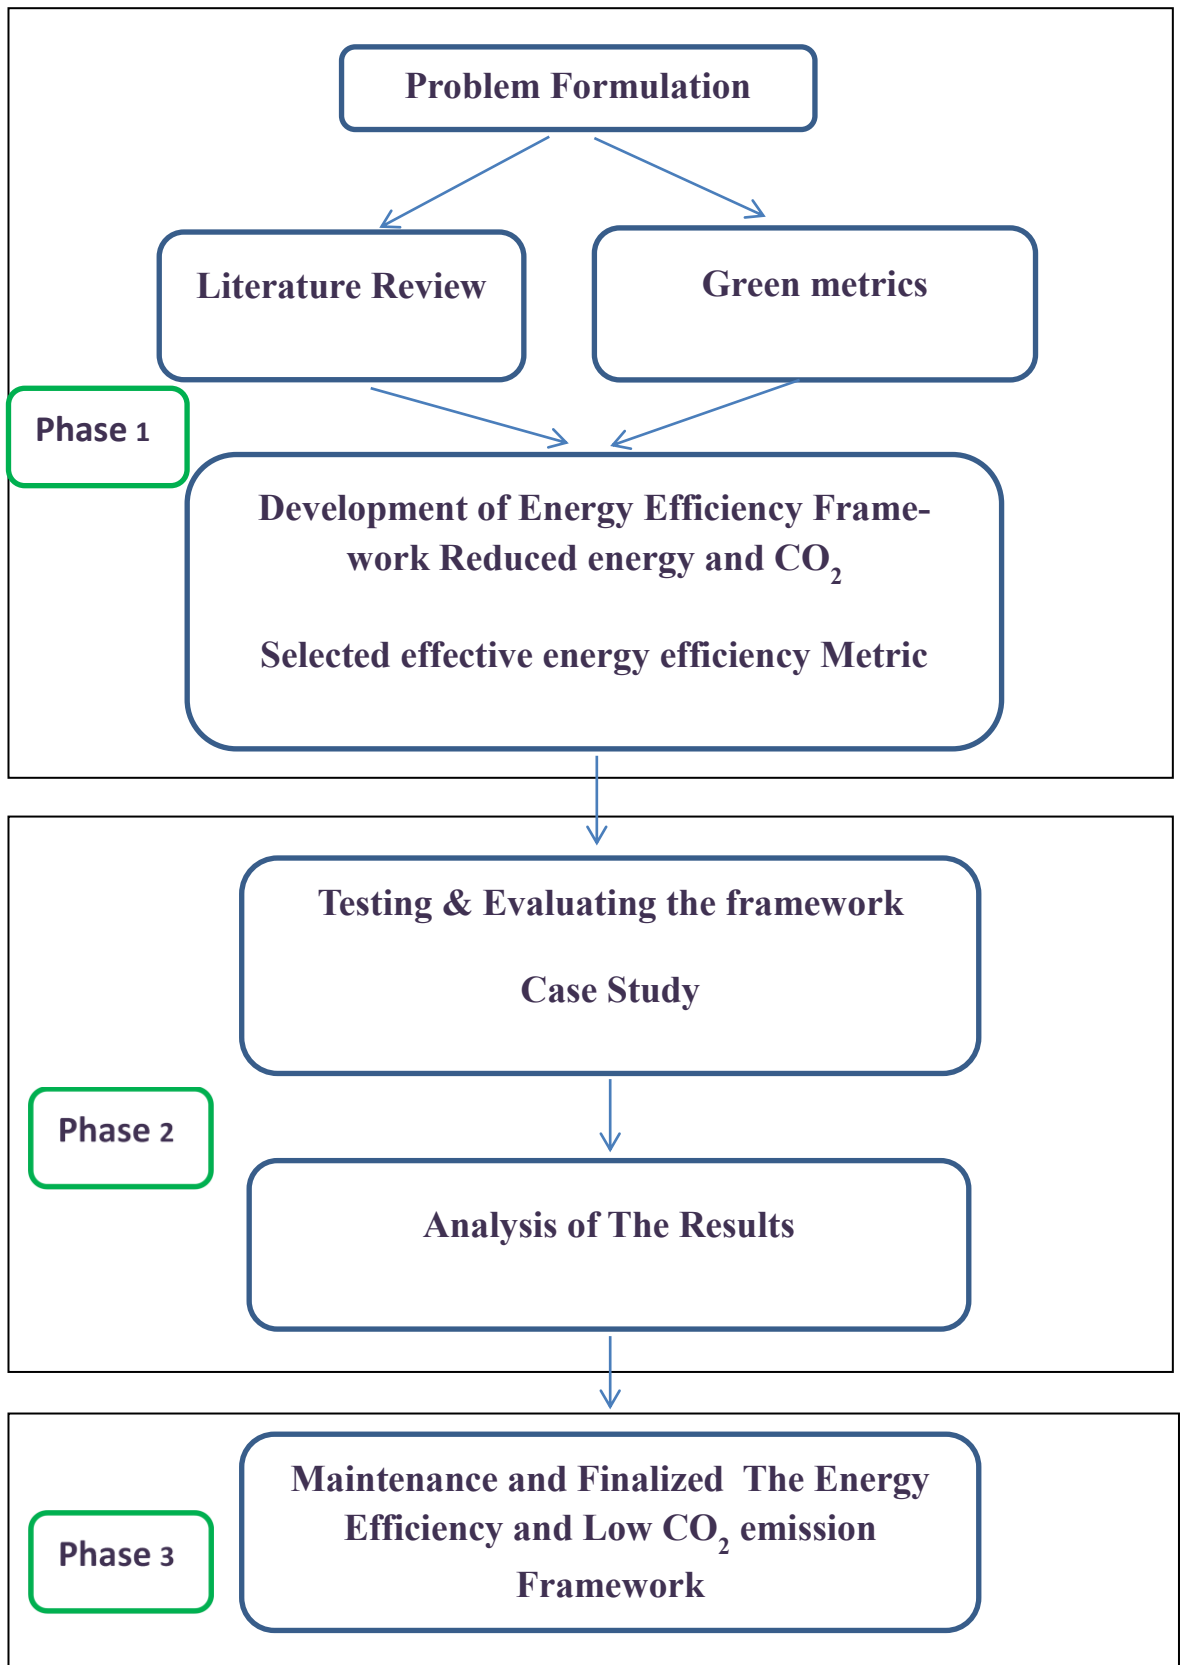 Problem Formulation
Literature Review
Green metrics
Phase 1
Development of Energy Efficiency Frame-
work Reduced energy and CO₂
Selected effective energy efficiency Metric
Testing & Evaluating the framework
Case Study
Phase 2
Analysis of The Results
Maintenance and Finalized The Energy
Efficiency and Low CO₂ emission
Framework
Phase 3